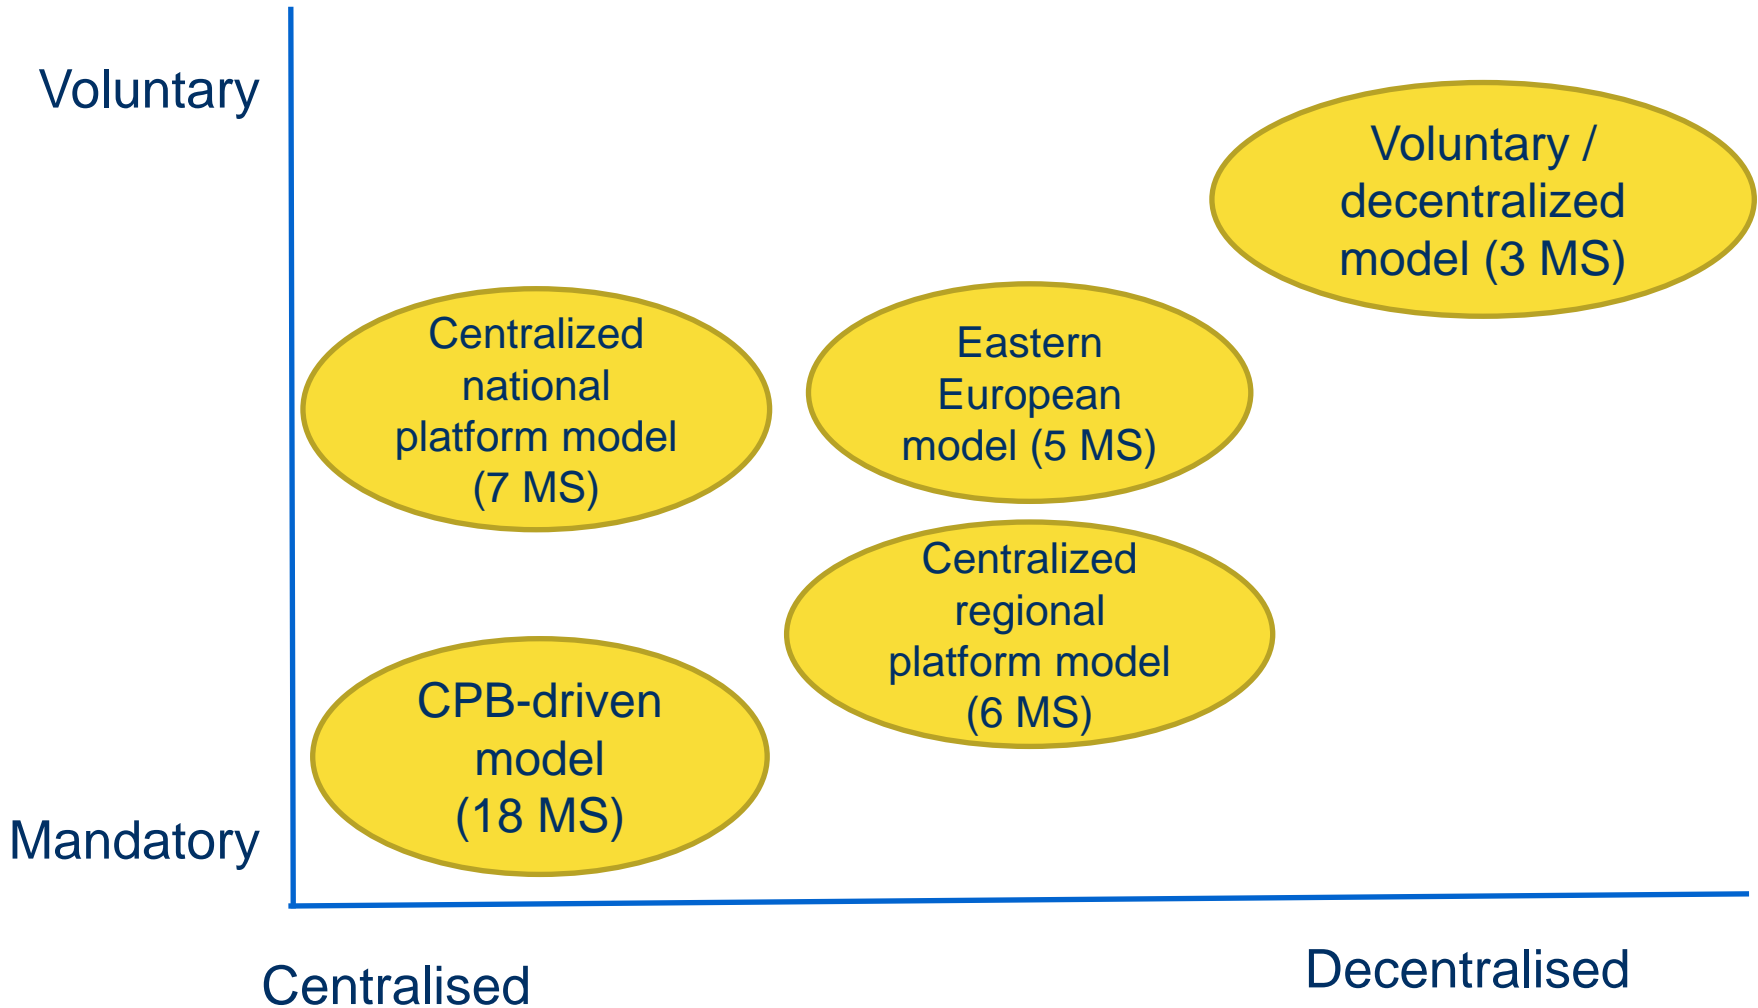 Voluntary
Voluntary /
decentralized
model (3 MS)
Centralized
national
platform model
(7 MS)
Eastern
European
model (5 MS)
Centralized
regional
platform model
(6 MS)
CPB-driven
model
(18 MS)
Mandatory
Centralised
Decentralised